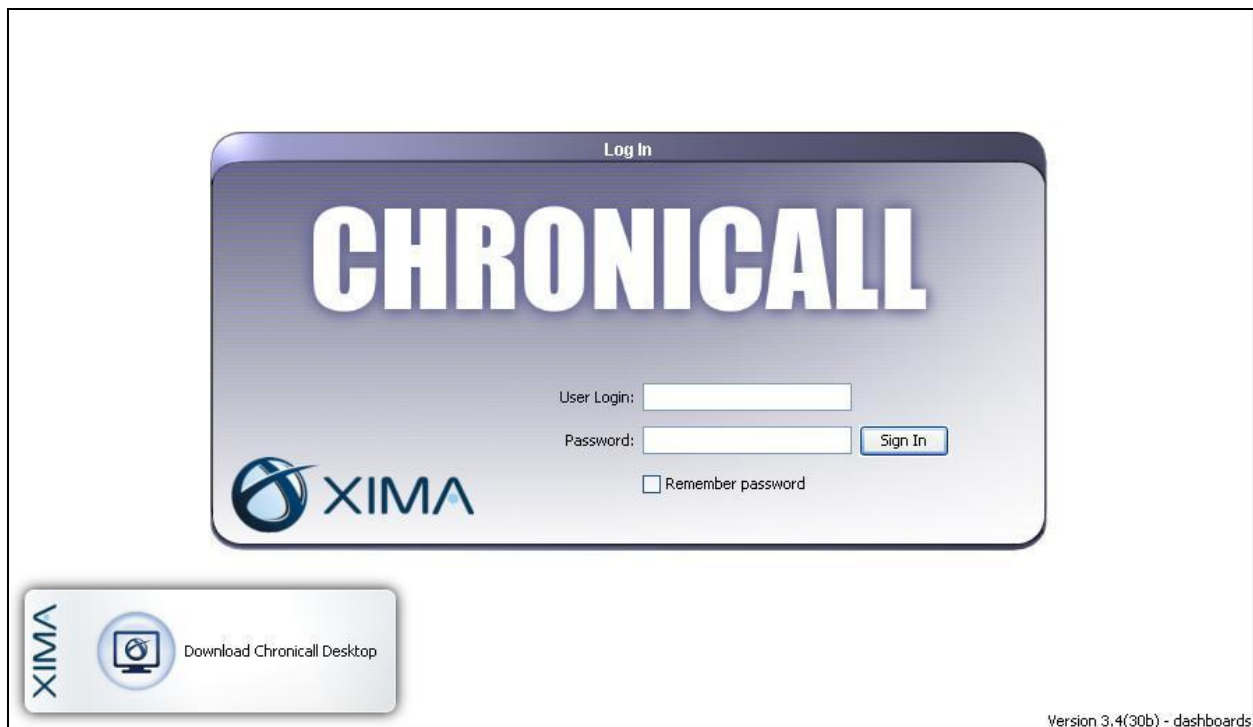 Log In
CHRONICALL
User Login:
Password:
Sign In
Remember password
XIMA
XIMA
Download Chronicall Desktop
Version 3.4(30b) - dashboards